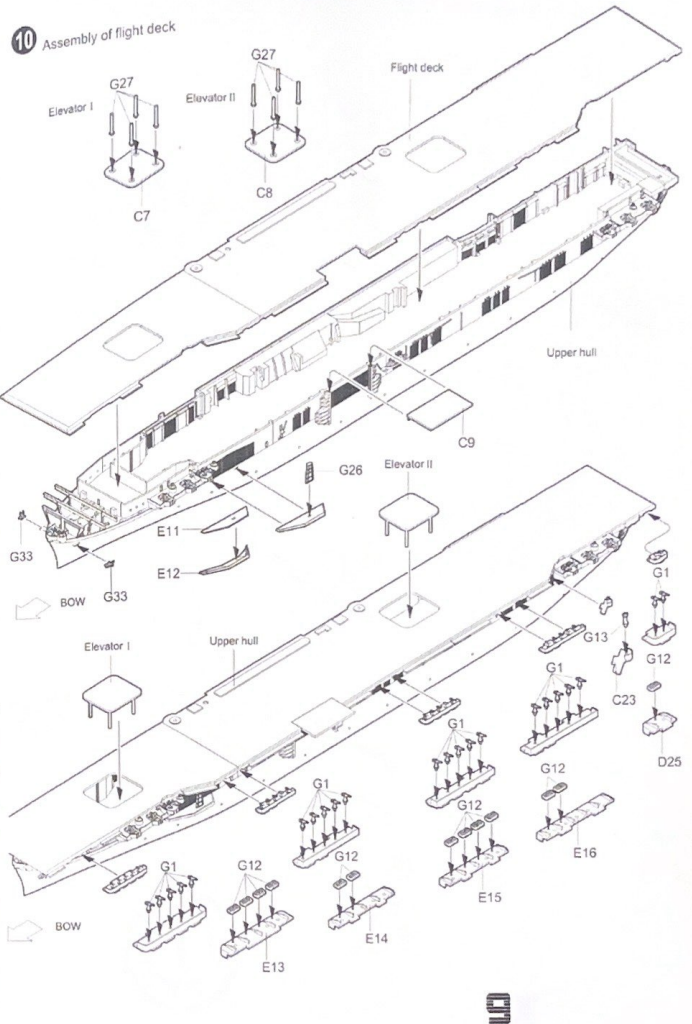 10 Assembly of flight deck
G27
G27
Elevator I
Elevator II
Flight deck
C7
C8
Upper hull
C9
G26
Elevator II
E11
E12
G33
G33
BOW
G1
G13
G12
C23
D25
Elevator I
Upper hull
G1
G1
G12
G1
G12
E16
G12
E15
G1
G12
E14
E13
BOW
9